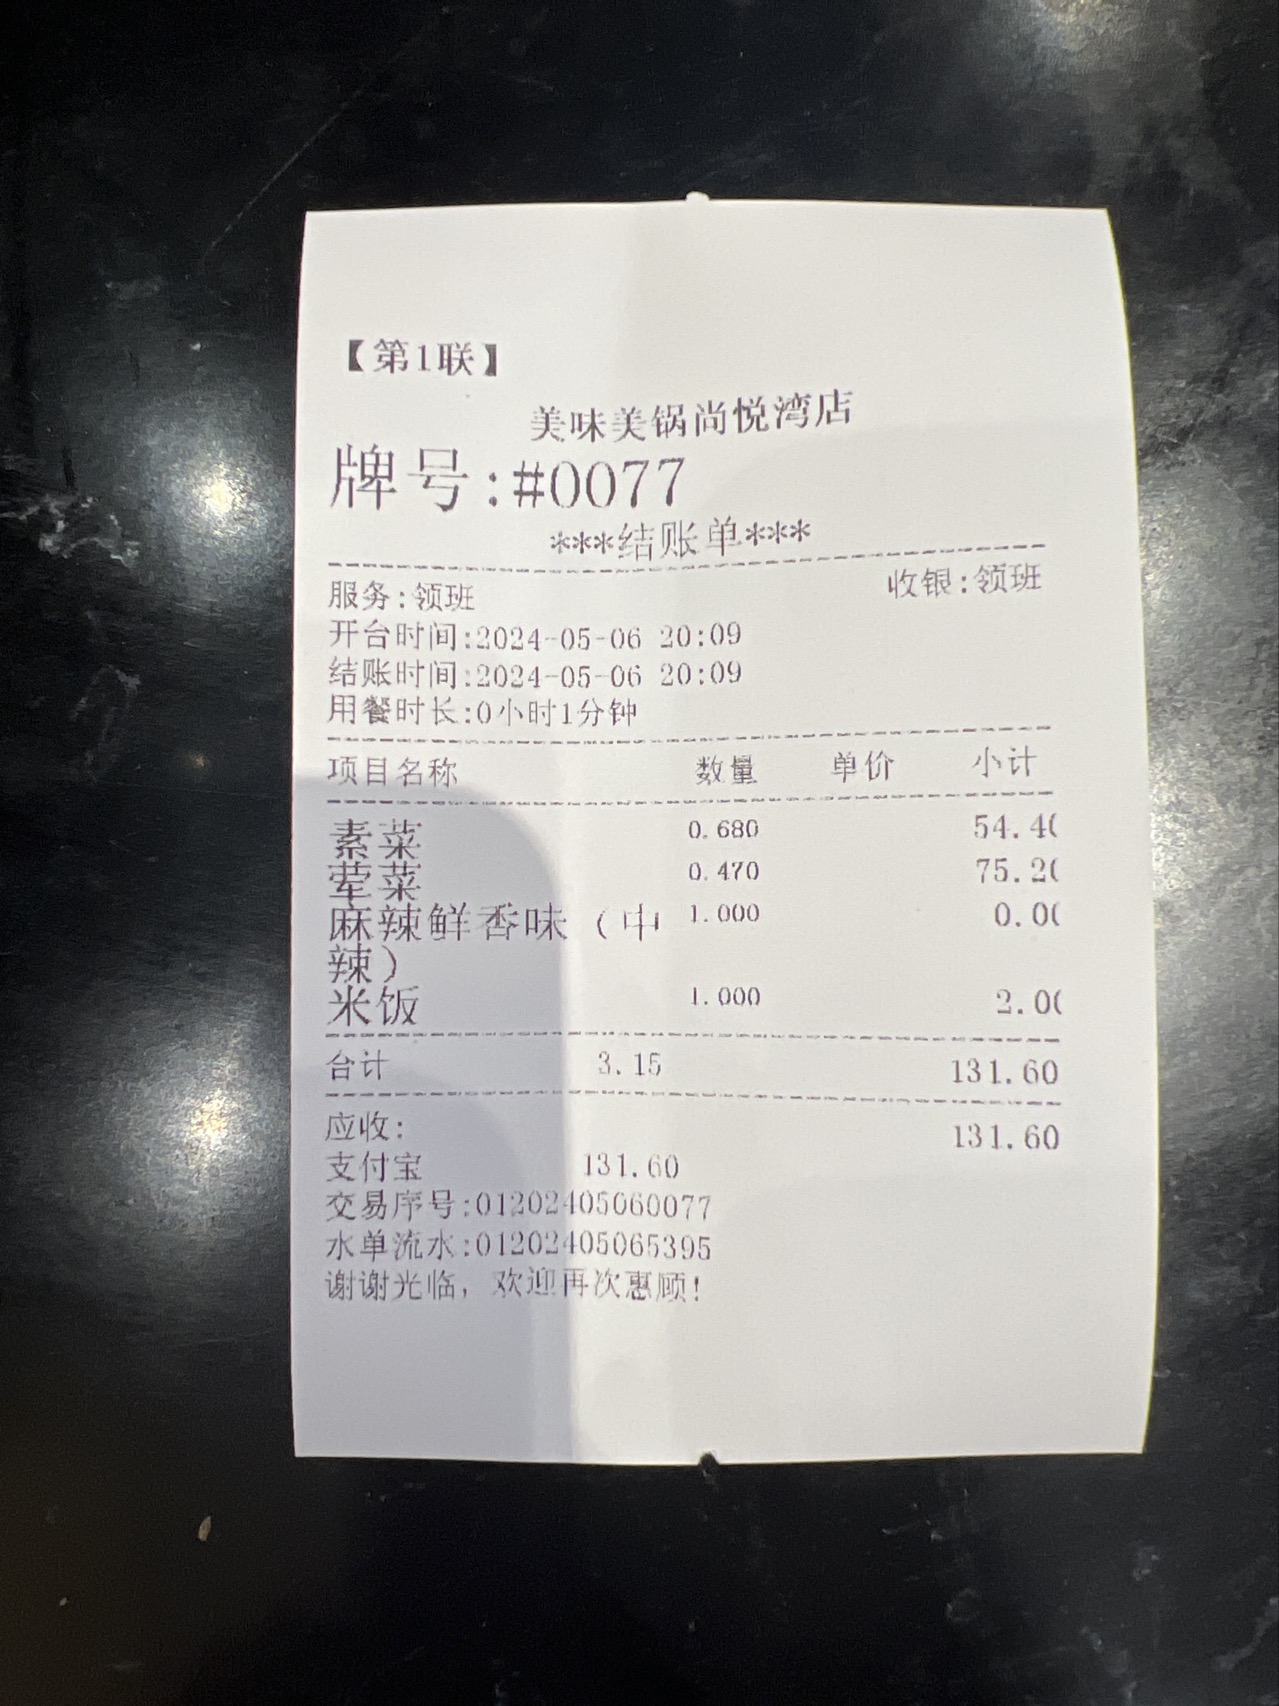 【第1联】
美味美锅尚悦湾店
牌号:#0077
***结账单***
服务:领班 收银:领班
开台时间:2024-05-06 20:09
结账时间:2024-05-06 20:09
用餐时长:0小时1分钟
项目名称 数量 单价 小计
素菜 0.680 54.40
荤菜 0.470 75.20
麻辣鲜香味（中 1.000 0.00
辣）
米饭 1.000 2.00
合计 3.15 131.60
应收: 131.60
支付宝 131.60
交易序号:01202405060077
水单流水:01202405065395
谢谢光临，欢迎再次惠顾!